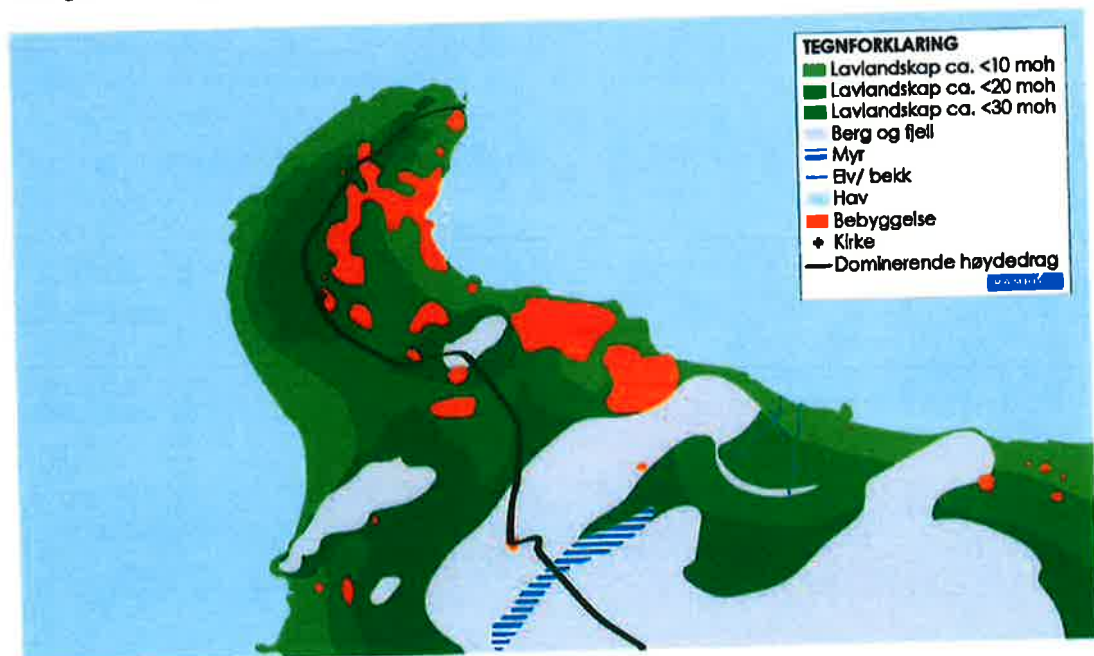 TEGNFORKLARING
Lavlandskap ca. <10 moh
Lavlandskap ca. <20 moh
Lavlandskap ca. <30 moh
Berg og fjell
Myr
Elv/ bekk
Hav
Bebyggelse
Kirke
Dominerende høydedrag